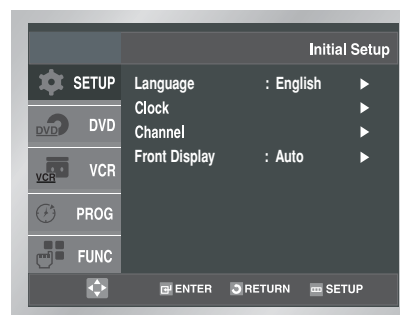 Initial Setup
SETUP
DVD DVD
VCR VCR
PROG
FUNC
Language : English ►
Clock ►
Channel ►
Front Display : Auto ►
ENTER RETURN SETUP